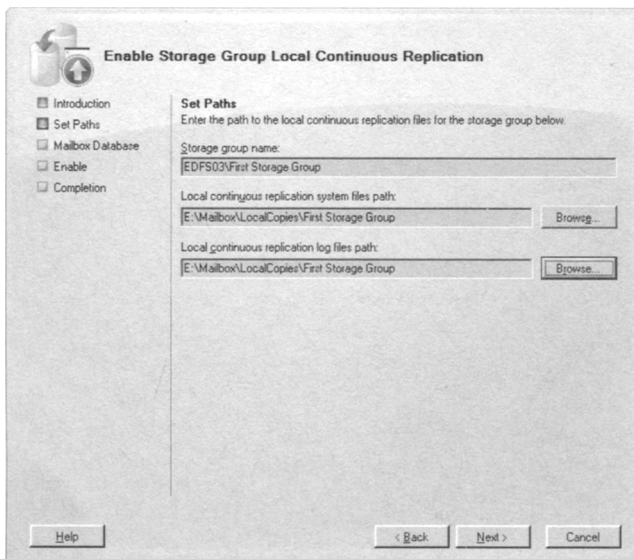 Enable Storage Group Local Continuous Replication
Introduction
Set Paths
Mailbox Database
Enable
Completion
Set Paths
Enter the path to the local continuous replication files for the storage group below.
Storage group name:
EDFS03\First Storage Group
Local continuous replication system files path:
E:\Mailbox\LocalCopies\First Storage Group
Browse...
Local continuous replication log files path:
E:\Mailbox\LocalCopies\First Storage Group
Browse...
Help
< Back
Next >
Cancel